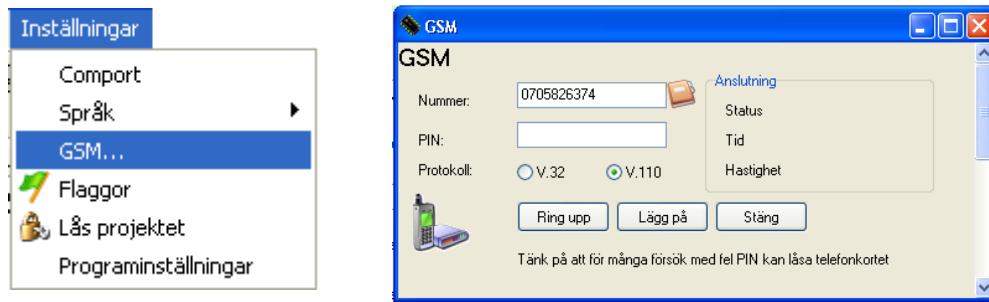 Inställningar
Comport
Språk
GSM...
Flaggor
Lås projektet
Programinställningar
GSM
GSM
Nummer: 0705826374
PIN:
Protokoll: V.32 V.110
Anslutning
Status
Tid
Hastighet
Ring upp Lägg på Stäng
Tänk på att för många försök med fel PIN kan låsa telefonkortet